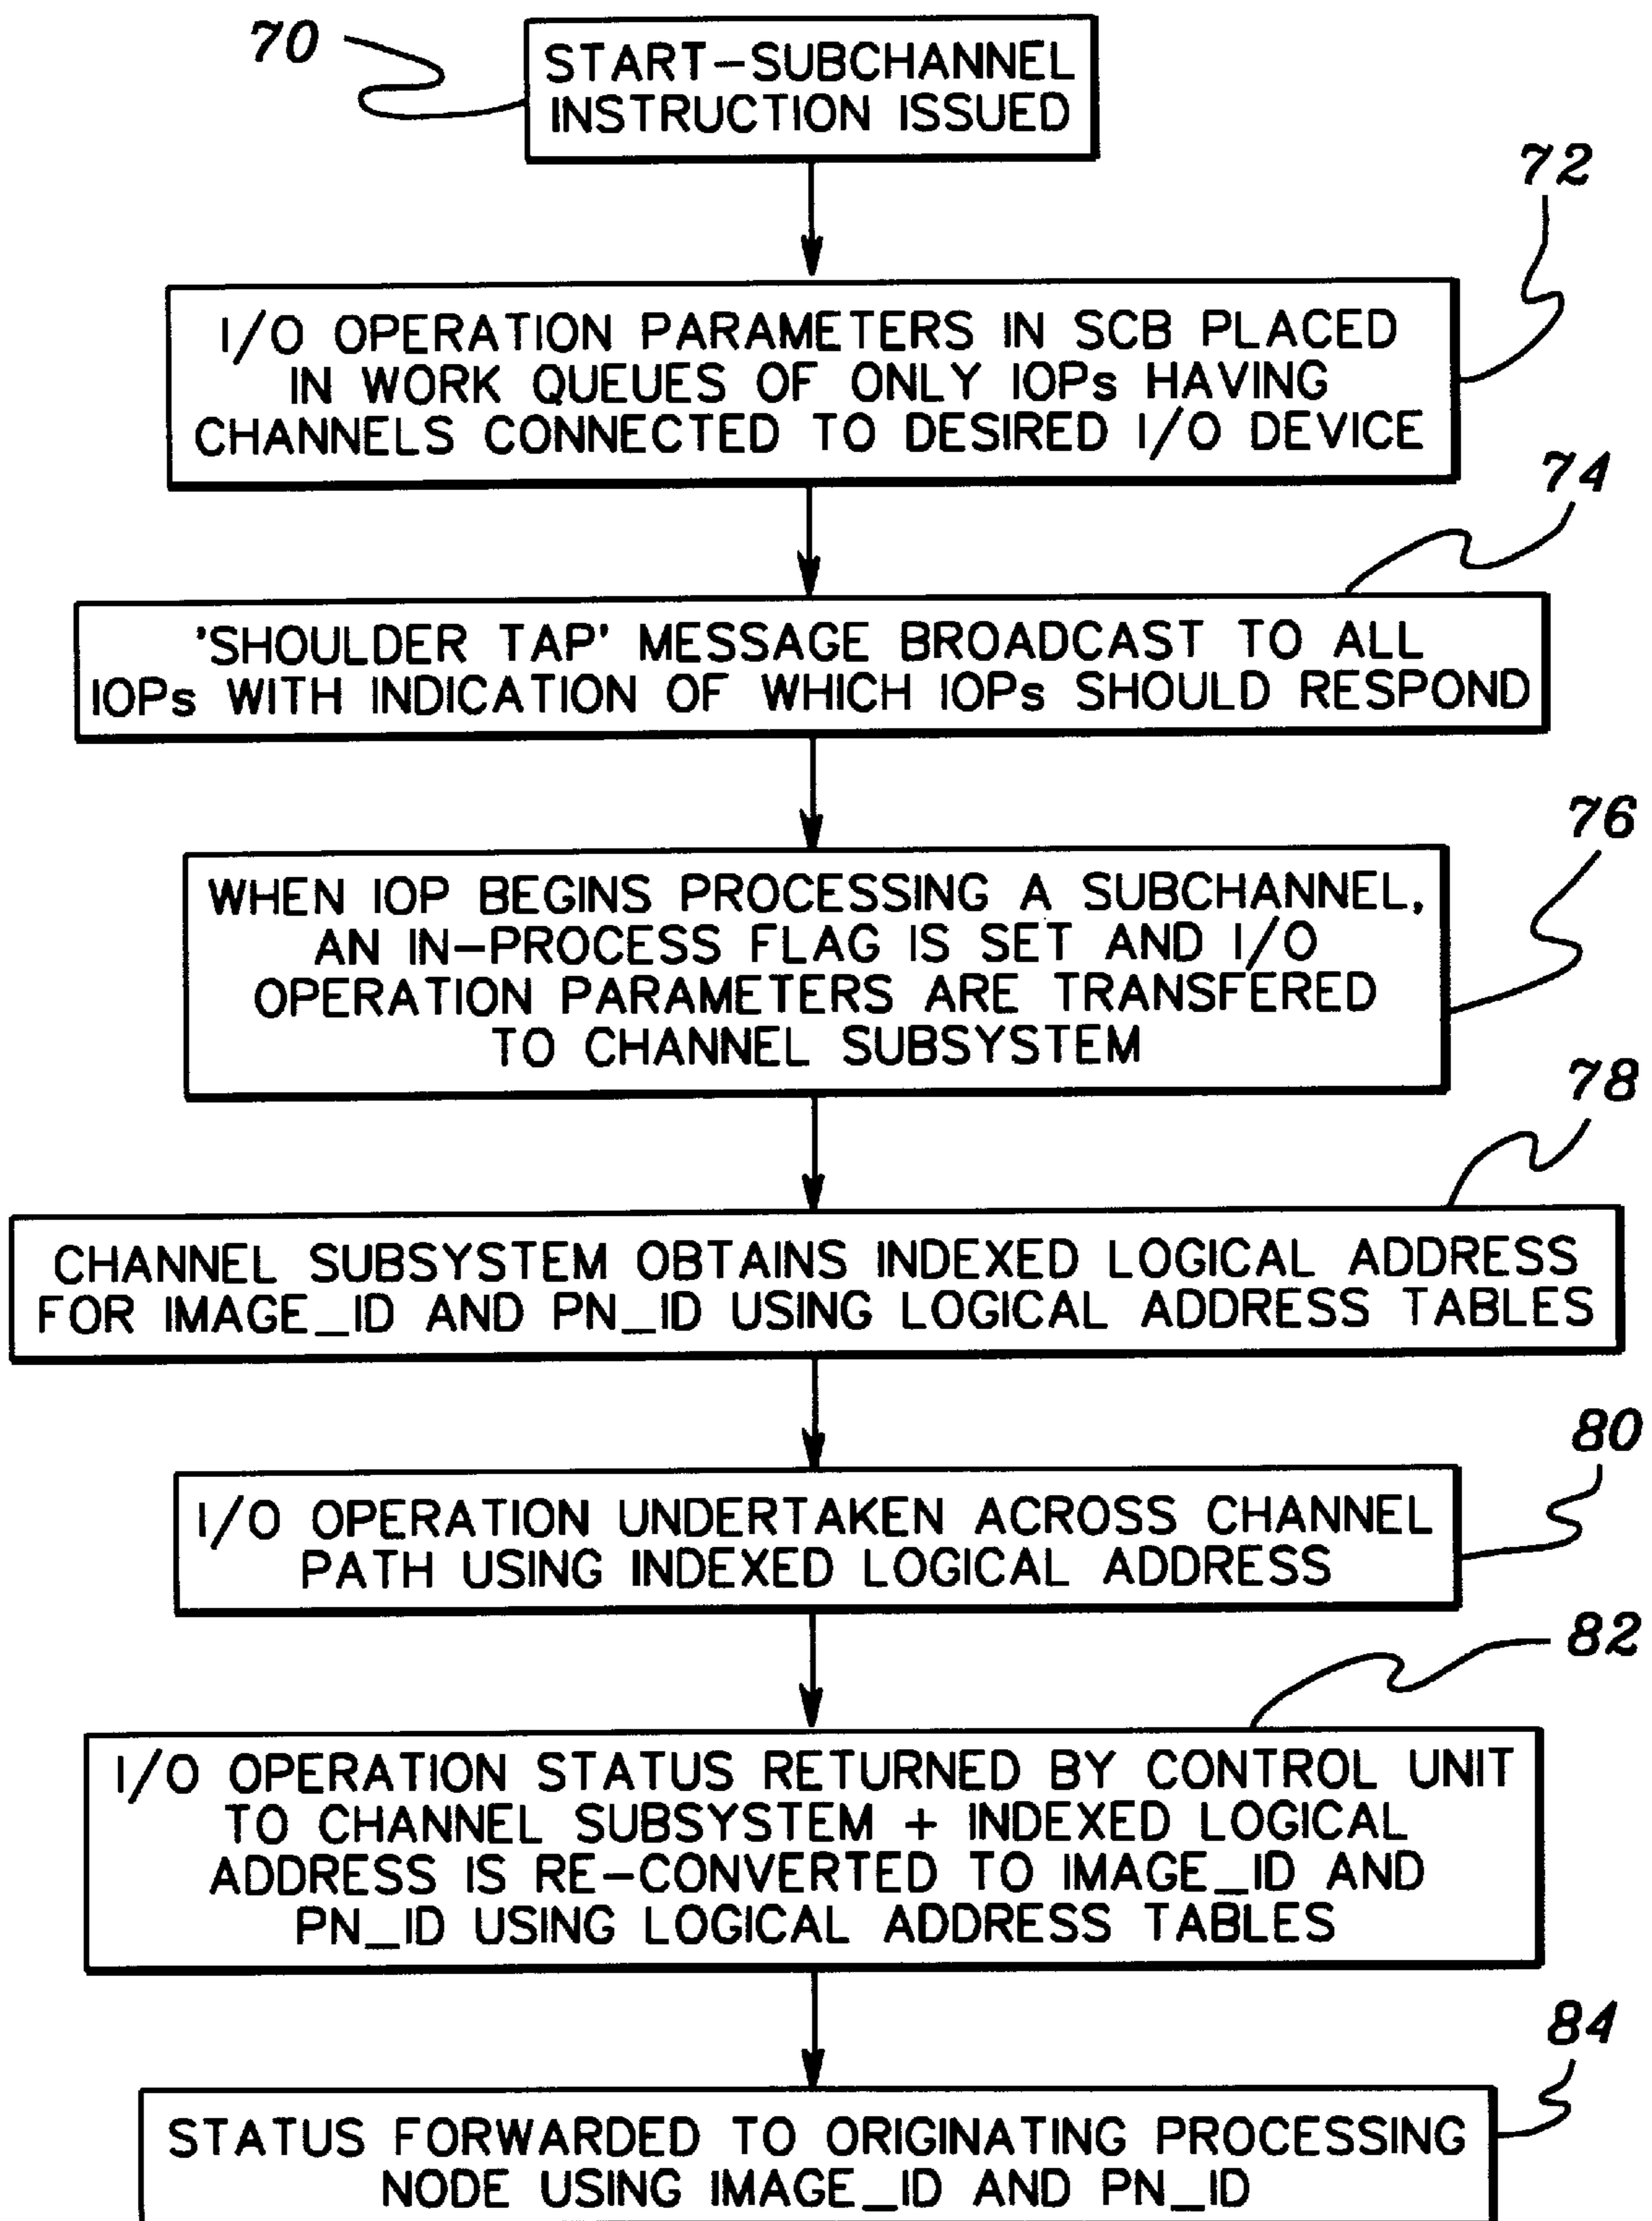 70
START-SUBCHANNEL
INSTRUCTION ISSUED
72
I/O OPERATION PARAMETERS IN SCB PLACED
IN WORK QUEUES OF ONLY IOPs HAVING
CHANNELS CONNECTED TO DESIRED I/O DEVICE
74
'SHOULDER TAP' MESSAGE BROADCAST TO ALL
IOPs WITH INDICATION OF WHICH IOPs SHOULD RESPOND
76
WHEN IOP BEGINS PROCESSING A SUBCHANNEL,
AN IN-PROCESS FLAG IS SET AND I/O
OPERATION PARAMETERS ARE TRANSFERED
TO CHANNEL SUBSYSTEM
78
CHANNEL SUBSYSTEM OBTAINS INDEXED LOGICAL ADDRESS
FOR IMAGE_ID AND PN_ID USING LOGICAL ADDRESS TABLES
80
I/O OPERATION UNDERTAKEN ACROSS CHANNEL
PATH USING INDEXED LOGICAL ADDRESS
82
I/O OPERATION STATUS RETURNED BY CONTROL UNIT
TO CHANNEL SUBSYSTEM + INDEXED LOGICAL
ADDRESS IS RE-CONVERTED TO IMAGE_ID AND
PN_ID USING LOGICAL ADDRESS TABLES
84
STATUS FORWARDED TO ORIGINATING PROCESSING
NODE USING IMAGE_ID AND PN_ID